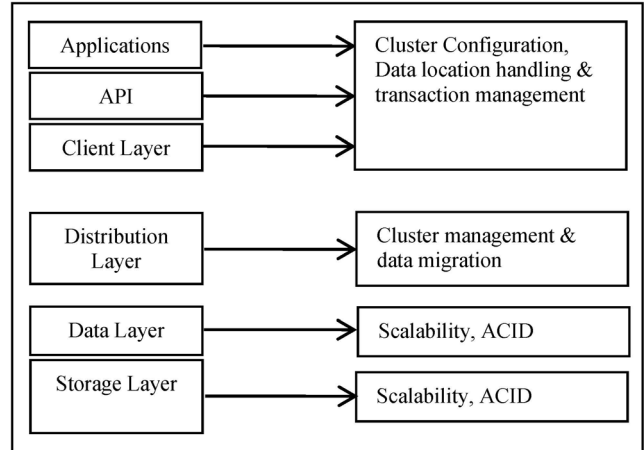 Applications
Cluster Configuration,
Data location handling &
transaction management
API
Client Layer
Distribution
Layer
Cluster management &
data migration
Data Layer
Scalability, ACID
Storage Layer
Scalability, ACID